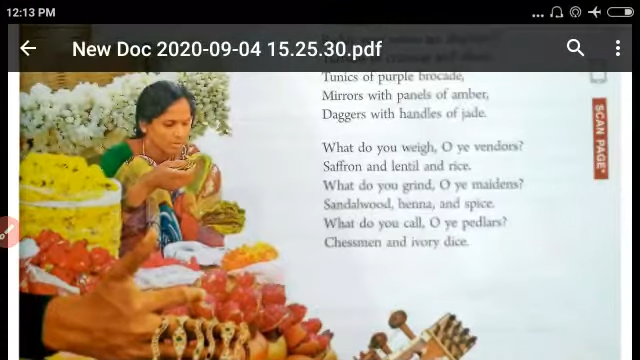 12:13 PM
New Doc 2020-09-04 15.25.30.pdf
Tunics of purple brocade,
Mirrors with panels of amber,
Daggers with handles of jade.
What do you weigh, O ye vendors?
Saffron and lentil and rice.
What do you grind, O ye maidens?
Sandalwood, henna, and spice.
What do you call, O ye pedlars?
Chessmen and ivory dice.
SCAN PAGE